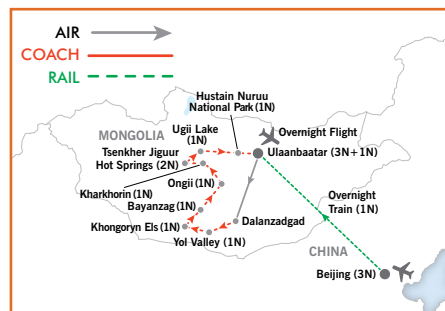 AIR
COACH
RAIL
Hustain Nuruu
National Park (1N)
MONGOLIA
Ugii Lake
(1N)
Overnight Flight
Tsenkher Jiguur
Hot Springs (2N)
Ulaanbaatar (3N+1N)
Ongii (1N)
Kharkhorin (1N)
Overnight
Train (1N)
Bayanzag (1N)
Khongoryn Els (1N)
Dalanzadgad
Yol Valley (1N)
CHINA
Beijing (3N)